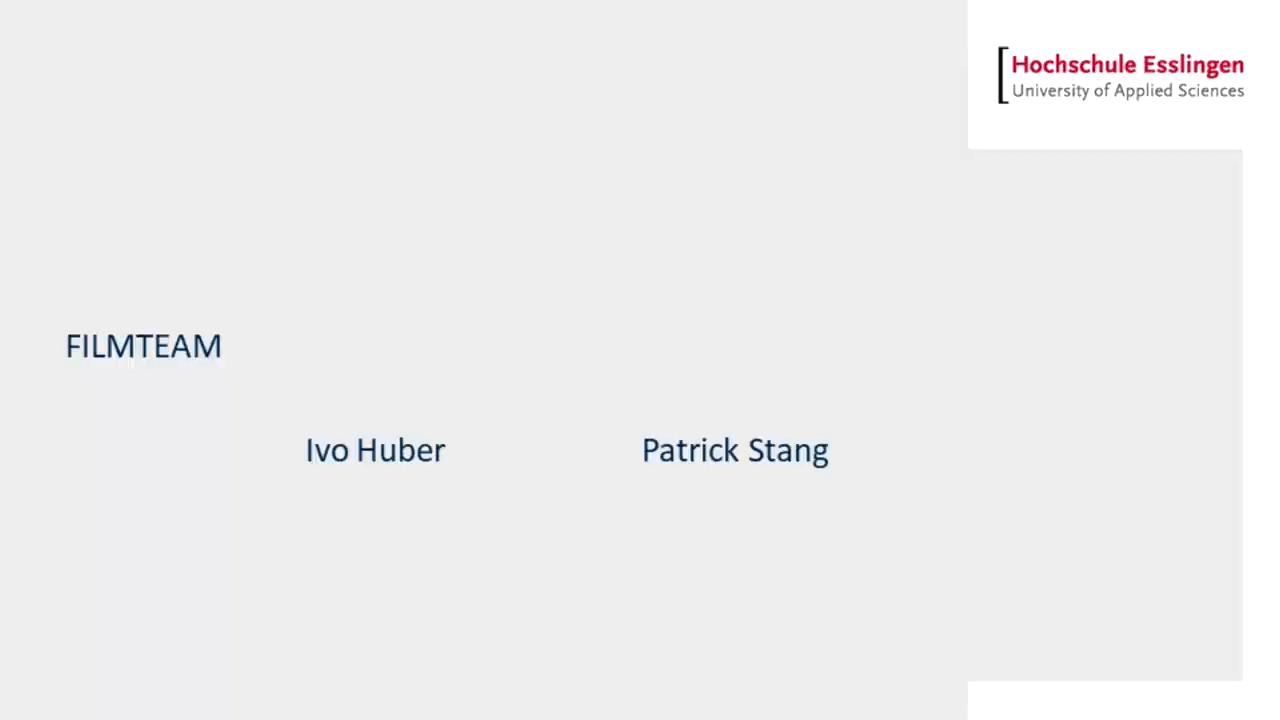 Hochschule Esslingen
University of Applied Sciences
FILMTEAM
Ivo Huber Patrick Stang